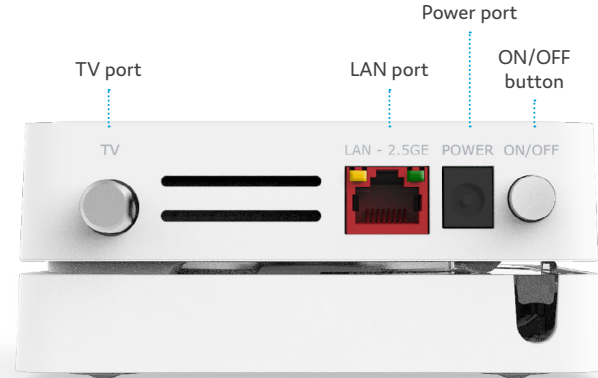 Power port
TV port
LAN port
ON/OFF
button
TV
LAN - 2.5GE
POWER
ON/OFF